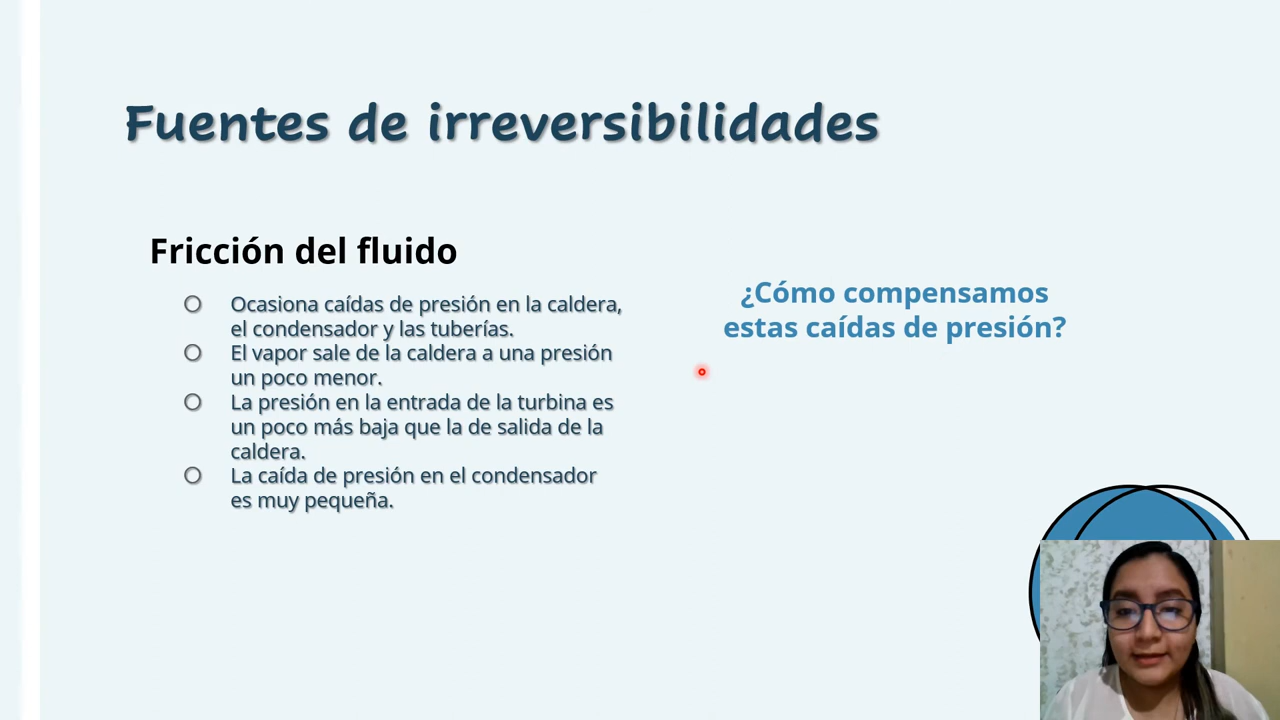 Fuentes de irreversibilidades
Fricción del fluido
Ocasiona caídas de presión en la caldera,
el condensador y las tuberías.
El vapor sale de la caldera a una presión
un poco menor.
La presión en la entrada de la turbina es
un poco más baja que la de salida de la
caldera.
La caída de presión en el condensador
es muy pequeña.
¿Cómo compensamos
estas caídas de presión?